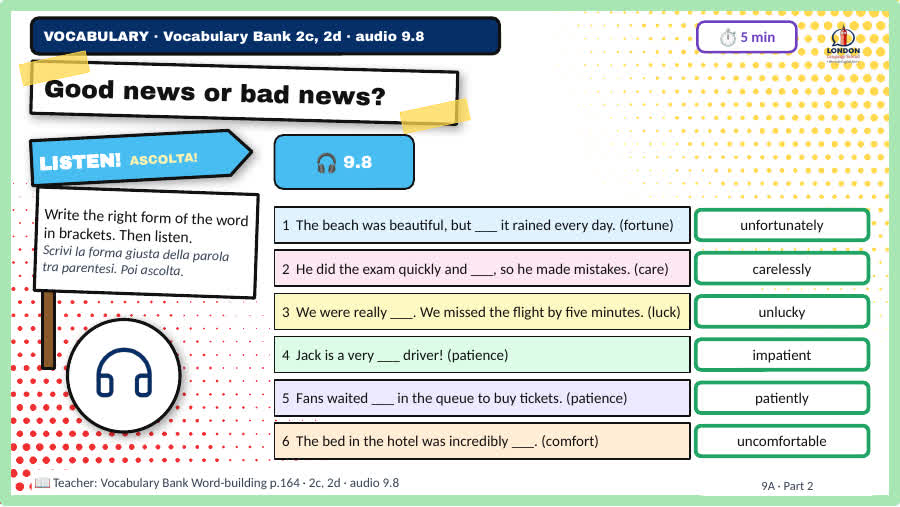 VOCABULARY · Vocabulary Bank 2c, 2d · audio 9.8
5 min
LONDON
Good news or bad news?
LISTEN! ASCOLTA!
9.8
Write the right form of the word
in brackets. Then listen.
Scrivi la forma giusta della parola
tra parentesi. Poi ascolta.
1 The beach was beautiful, but ___ it rained every day. (fortune)
unfortunately
2 He did the exam quickly and ___, so he made mistakes. (care)
carelessly
3 We were really ___. We missed the flight by five minutes. (luck)
unlucky
4 Jack is a very ___ driver! (patience)
impatient
5 Fans waited ___ in the queue to buy tickets. (patience)
patiently
6 The bed in the hotel was incredibly ___. (comfort)
uncomfortable
Teacher: Vocabulary Bank Word-building p.164 · 2c, 2d · audio 9.8
9A · Part 2